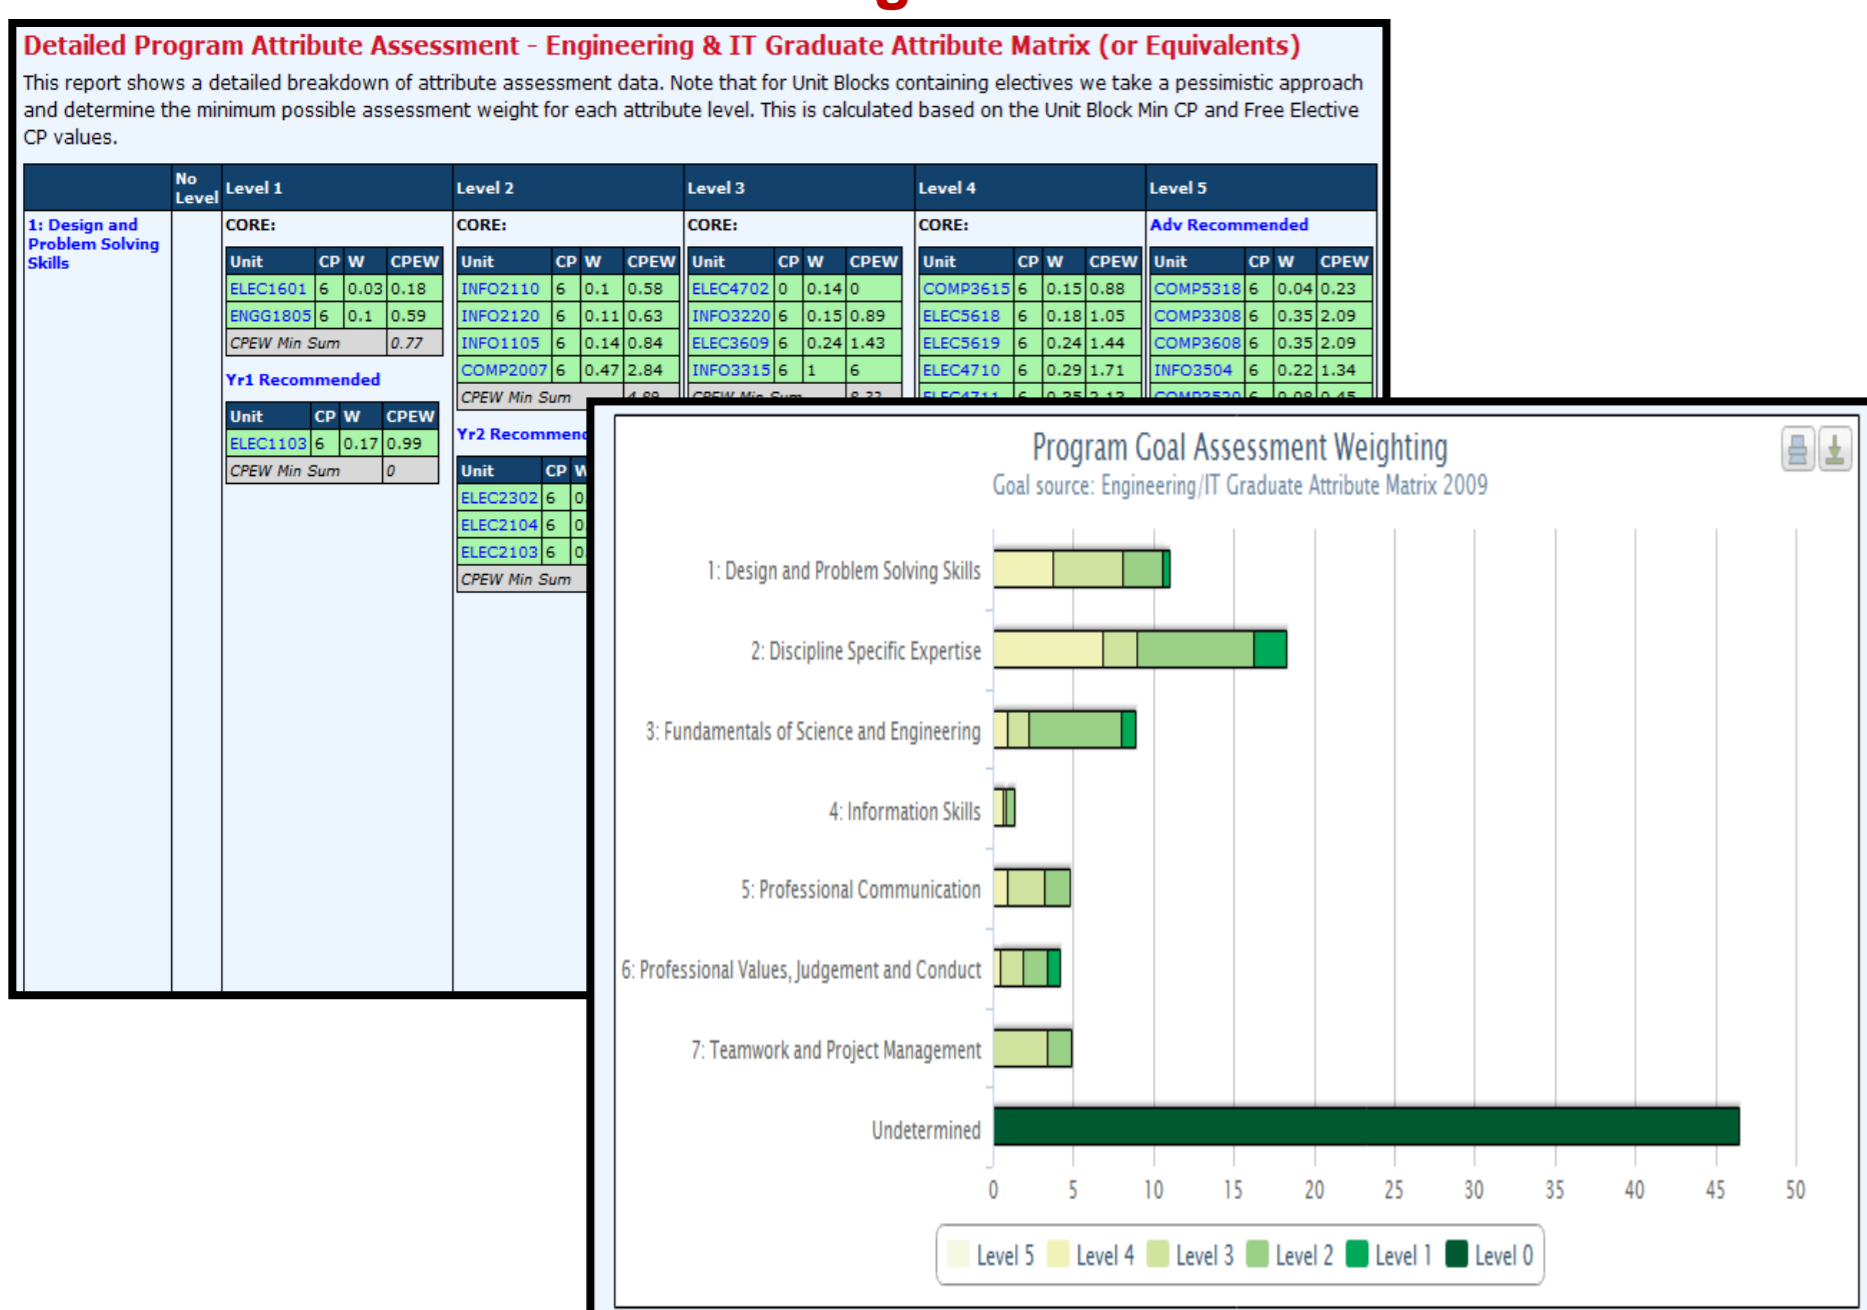 Detailed Program Attribute Assessment - Engineering & IT Graduate Attribute Matrix (or Equivalents)
This report shows a detailed breakdown of attribute assessment data. Note that for Unit Blocks containing electives we take a pessimistic approach
and determine the minimum possible assessment weight for each attribute level. This is calculated based on the Unit Block Min CP and Free Elective
CP values.
No Level
Level 1
Level 2
Level 3
Level 4
Level 5
1: Design and
Problem Solving
Skills
CORE:
Unit CP W CPEW
ELEC1601 6 0.03 0.18
ENGG1805 6 0.1 0.59
CPEW Min Sum 0.77
Yr1 Recommended
Unit CP W CPEW
ELEC1103 6 0.17 0.99
CPEW Min Sum 0
CORE:
Unit CP W CPEW
INFO2110 6 0.1 0.58
INFO2120 6 0.11 0.63
INFO1105 6 0.14 0.84
COMP2007 6 0.47 2.84
CPEW Min Sum 4.89
Yr2 Recommend
Unit CP W
ELEC2302 6 0
ELEC2104 6 0
ELEC2103 6 0
CPEW Min Sum
CORE:
Unit CP W CPEW
ELEC4702 0 0.14 0
INFO3220 6 0.15 0.89
ELEC3609 6 0.24 1.43
INFO3315 6 1 6
CPEW Min Sum
CORE:
Unit CP W CPEW
COMP3615 6 0.15 0.88
ELEC5618 6 0.18 1.05
ELEC5619 6 0.24 1.44
ELEC4710 6 0.29 1.71
ELEC4711 6
Adv Recommended
Unit CP W CPEW
COMP5318 6 0.04 0.23
COMP3308 6 0.35 2.09
COMP3608 6 0.35 2.09
INFO3504 6 0.22 1.34
COMP3520 6
Program Goal Assessment Weighting
Goal source: Engineering/IT Graduate Attribute Matrix 2009
1: Design and Problem Solving Skills
2: Discipline Specific Expertise
3: Fundamentals of Science and Engineering
4: Information Skills
5: Professional Communication
6: Professional Values, Judgement and Conduct
7: Teamwork and Project Management
Undetermined
0 5 10 15 20 25 30 35 40 45 50
Level 5 Level 4 Level 3 Level 2 Level 1 Level 0